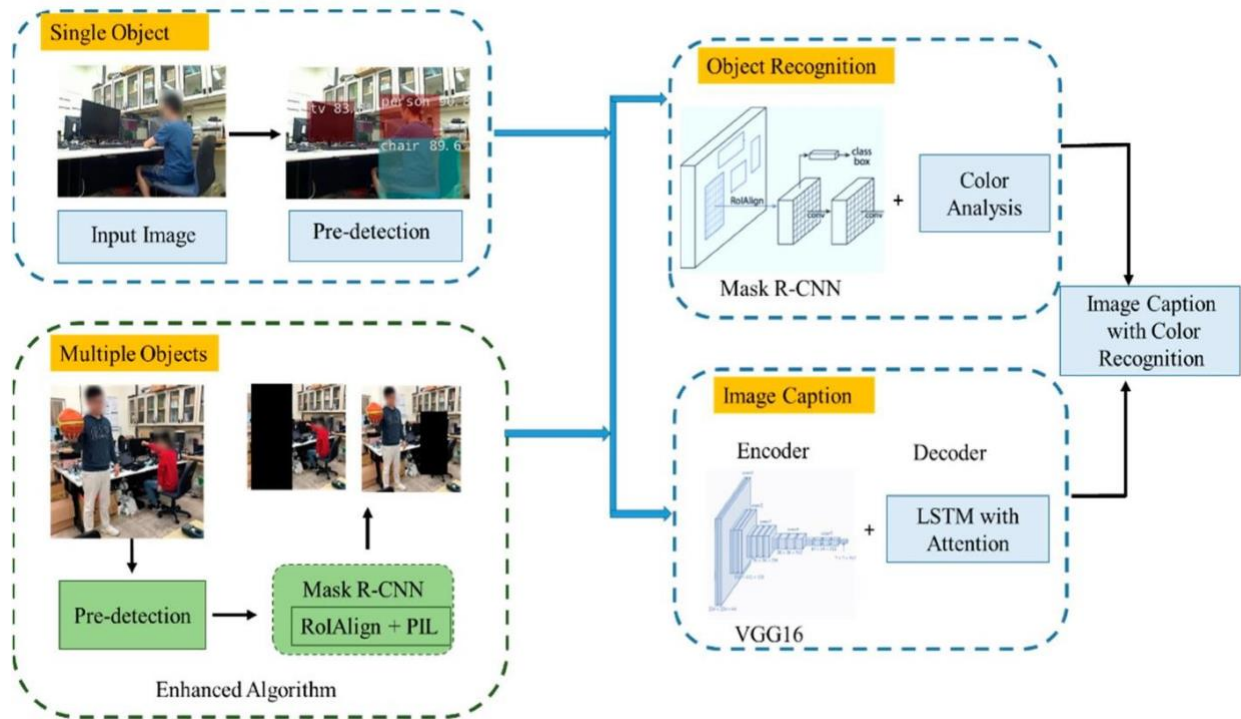 Single Object
tv 83.
person 90.8
chair 89.6
Input Image
Pre-detection
Multiple Objects
Pre-detection
Mask R-CNN
RoIAlign + PIL
Enhanced Algorithm
Object Recognition
RoIAlign
class
box
conv
conv
+
Color
Analysis
Mask R-CNN
Image Caption
Encoder
Decoder
+
LSTM with
Attention
VGG16
Image Caption
with Color
Recognition